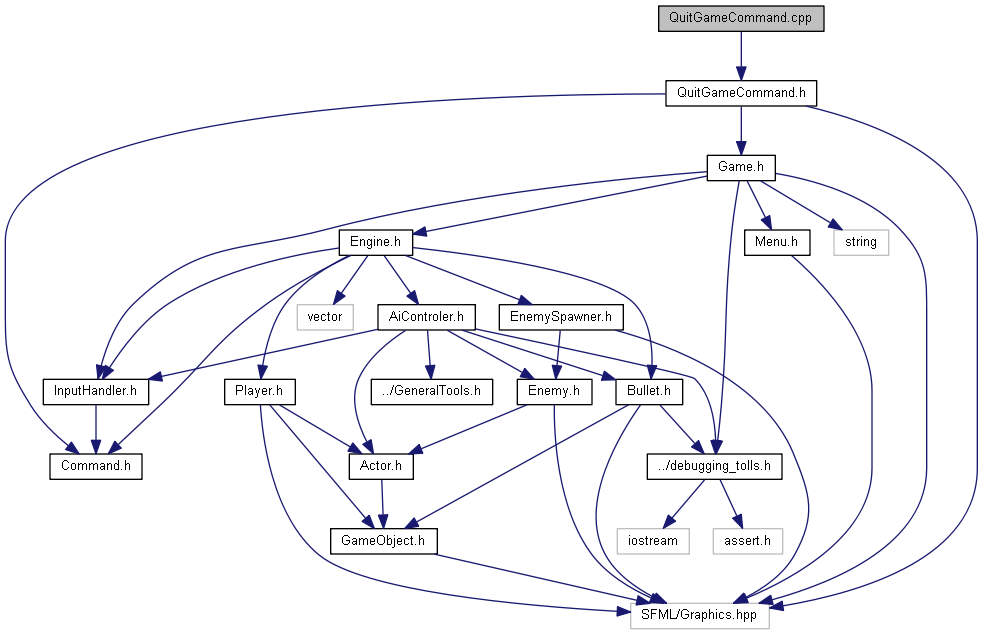 QuitGameCommand.cpp
QuitGameCommand.h
Game.h
Engine.h
Menu.h
string
vector
AiControler.h
EnemySpawner.h
InputHandler.h
Player.h
../GeneralTools.h
Enemy.h
Bullet.h
Command.h
Actor.h
../debugging_tolls.h
GameObject.h
iostream
assert.h
SFML/Graphics.hpp